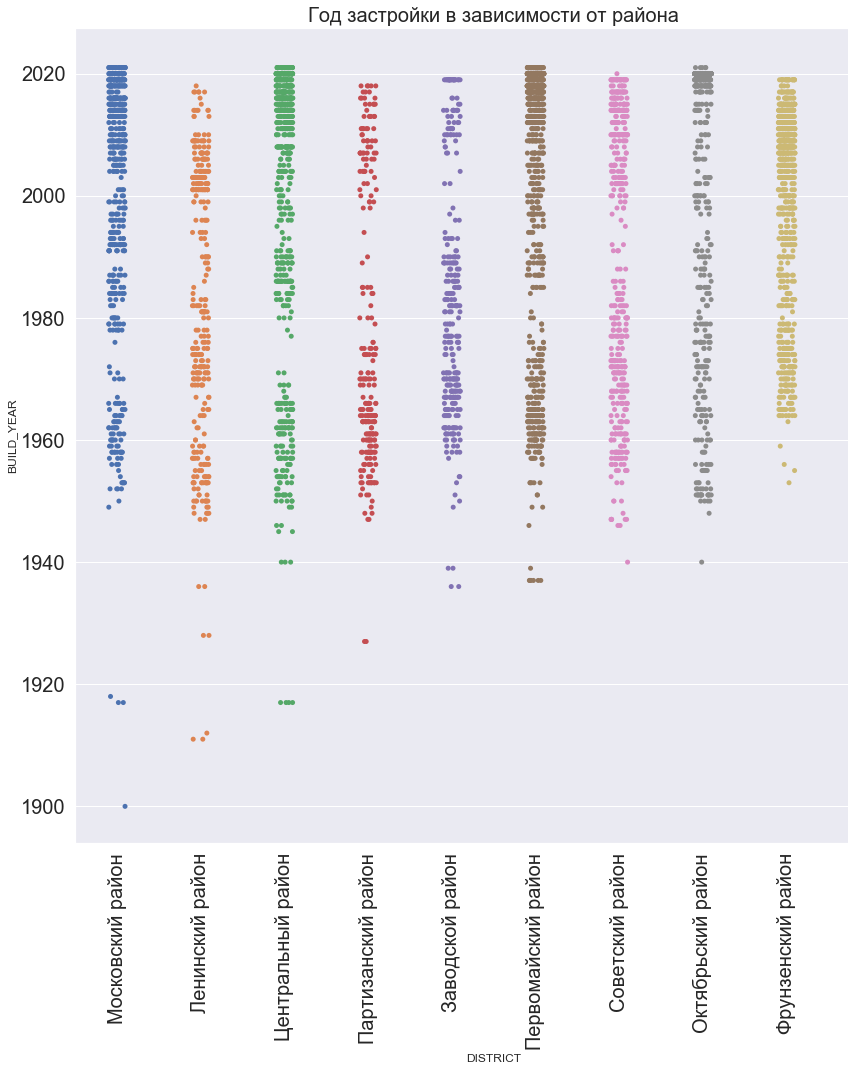 Год застройки в зависимости от района
BUILD_YEAR
2020
2000
1980
1960
1940
1920
1900
Московский район
Ленинский район
Центральный район
Партизанский район
Заводской район
Первомайский район
Советский район
Октябрьский район
Фрунзенский район
DISTRICT